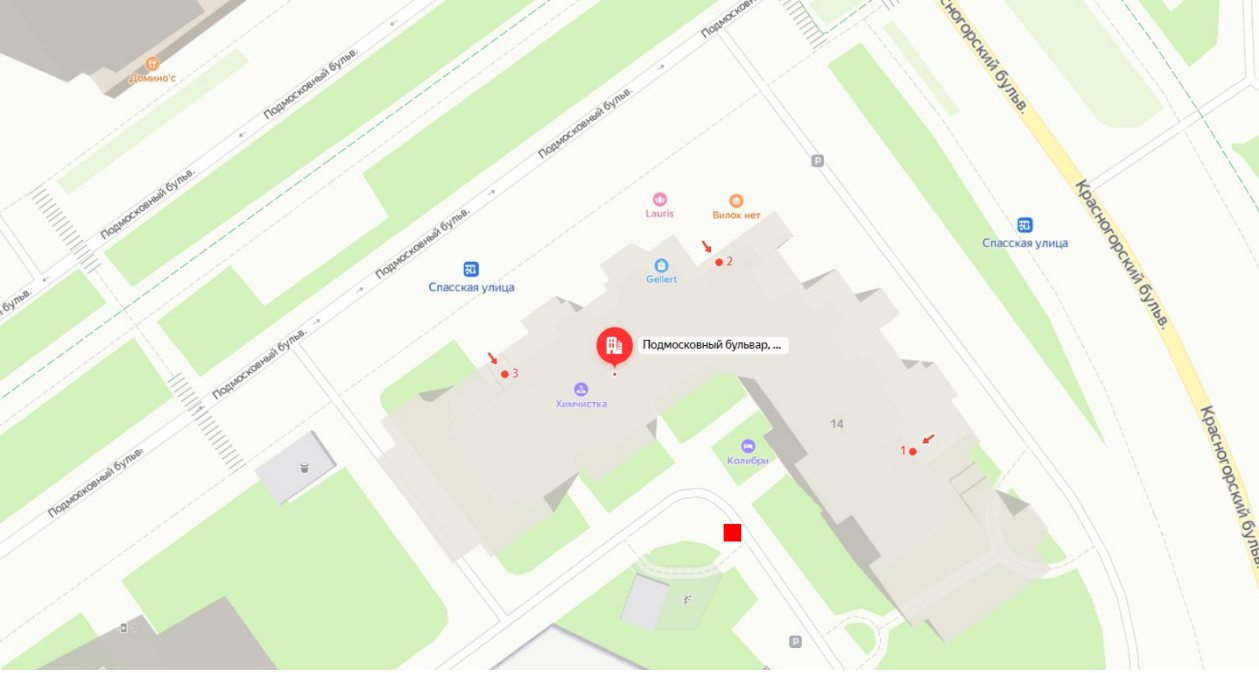 Подмосковный
Красногорский бульв.
Подмосковный бульв.
Домино'с
Подмосковный бульв.
Подмосковный бульв.
P
Подмосковный бульв.
Красногорский бульв.
Lauris
Вилок нет
Подмосковный бульв.
Спасская улица
2
Gellert
Спасская улица
бульв.
Подмосковный бульвар, ...
Подмосковный бульв.
3
Химчистка
14
1
Колибри
Красногорский бульв.
Подмосковный бульв.
P